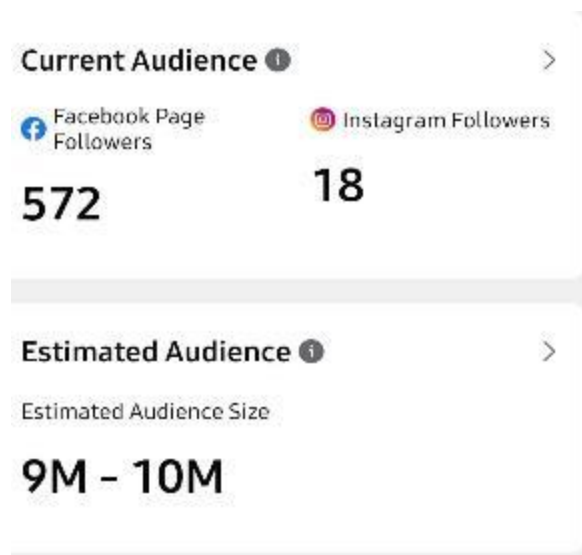 Current Audience
Facebook Page
Followers
572
Instagram Followers
18
Estimated Audience
Estimated Audience Size
9M - 10M